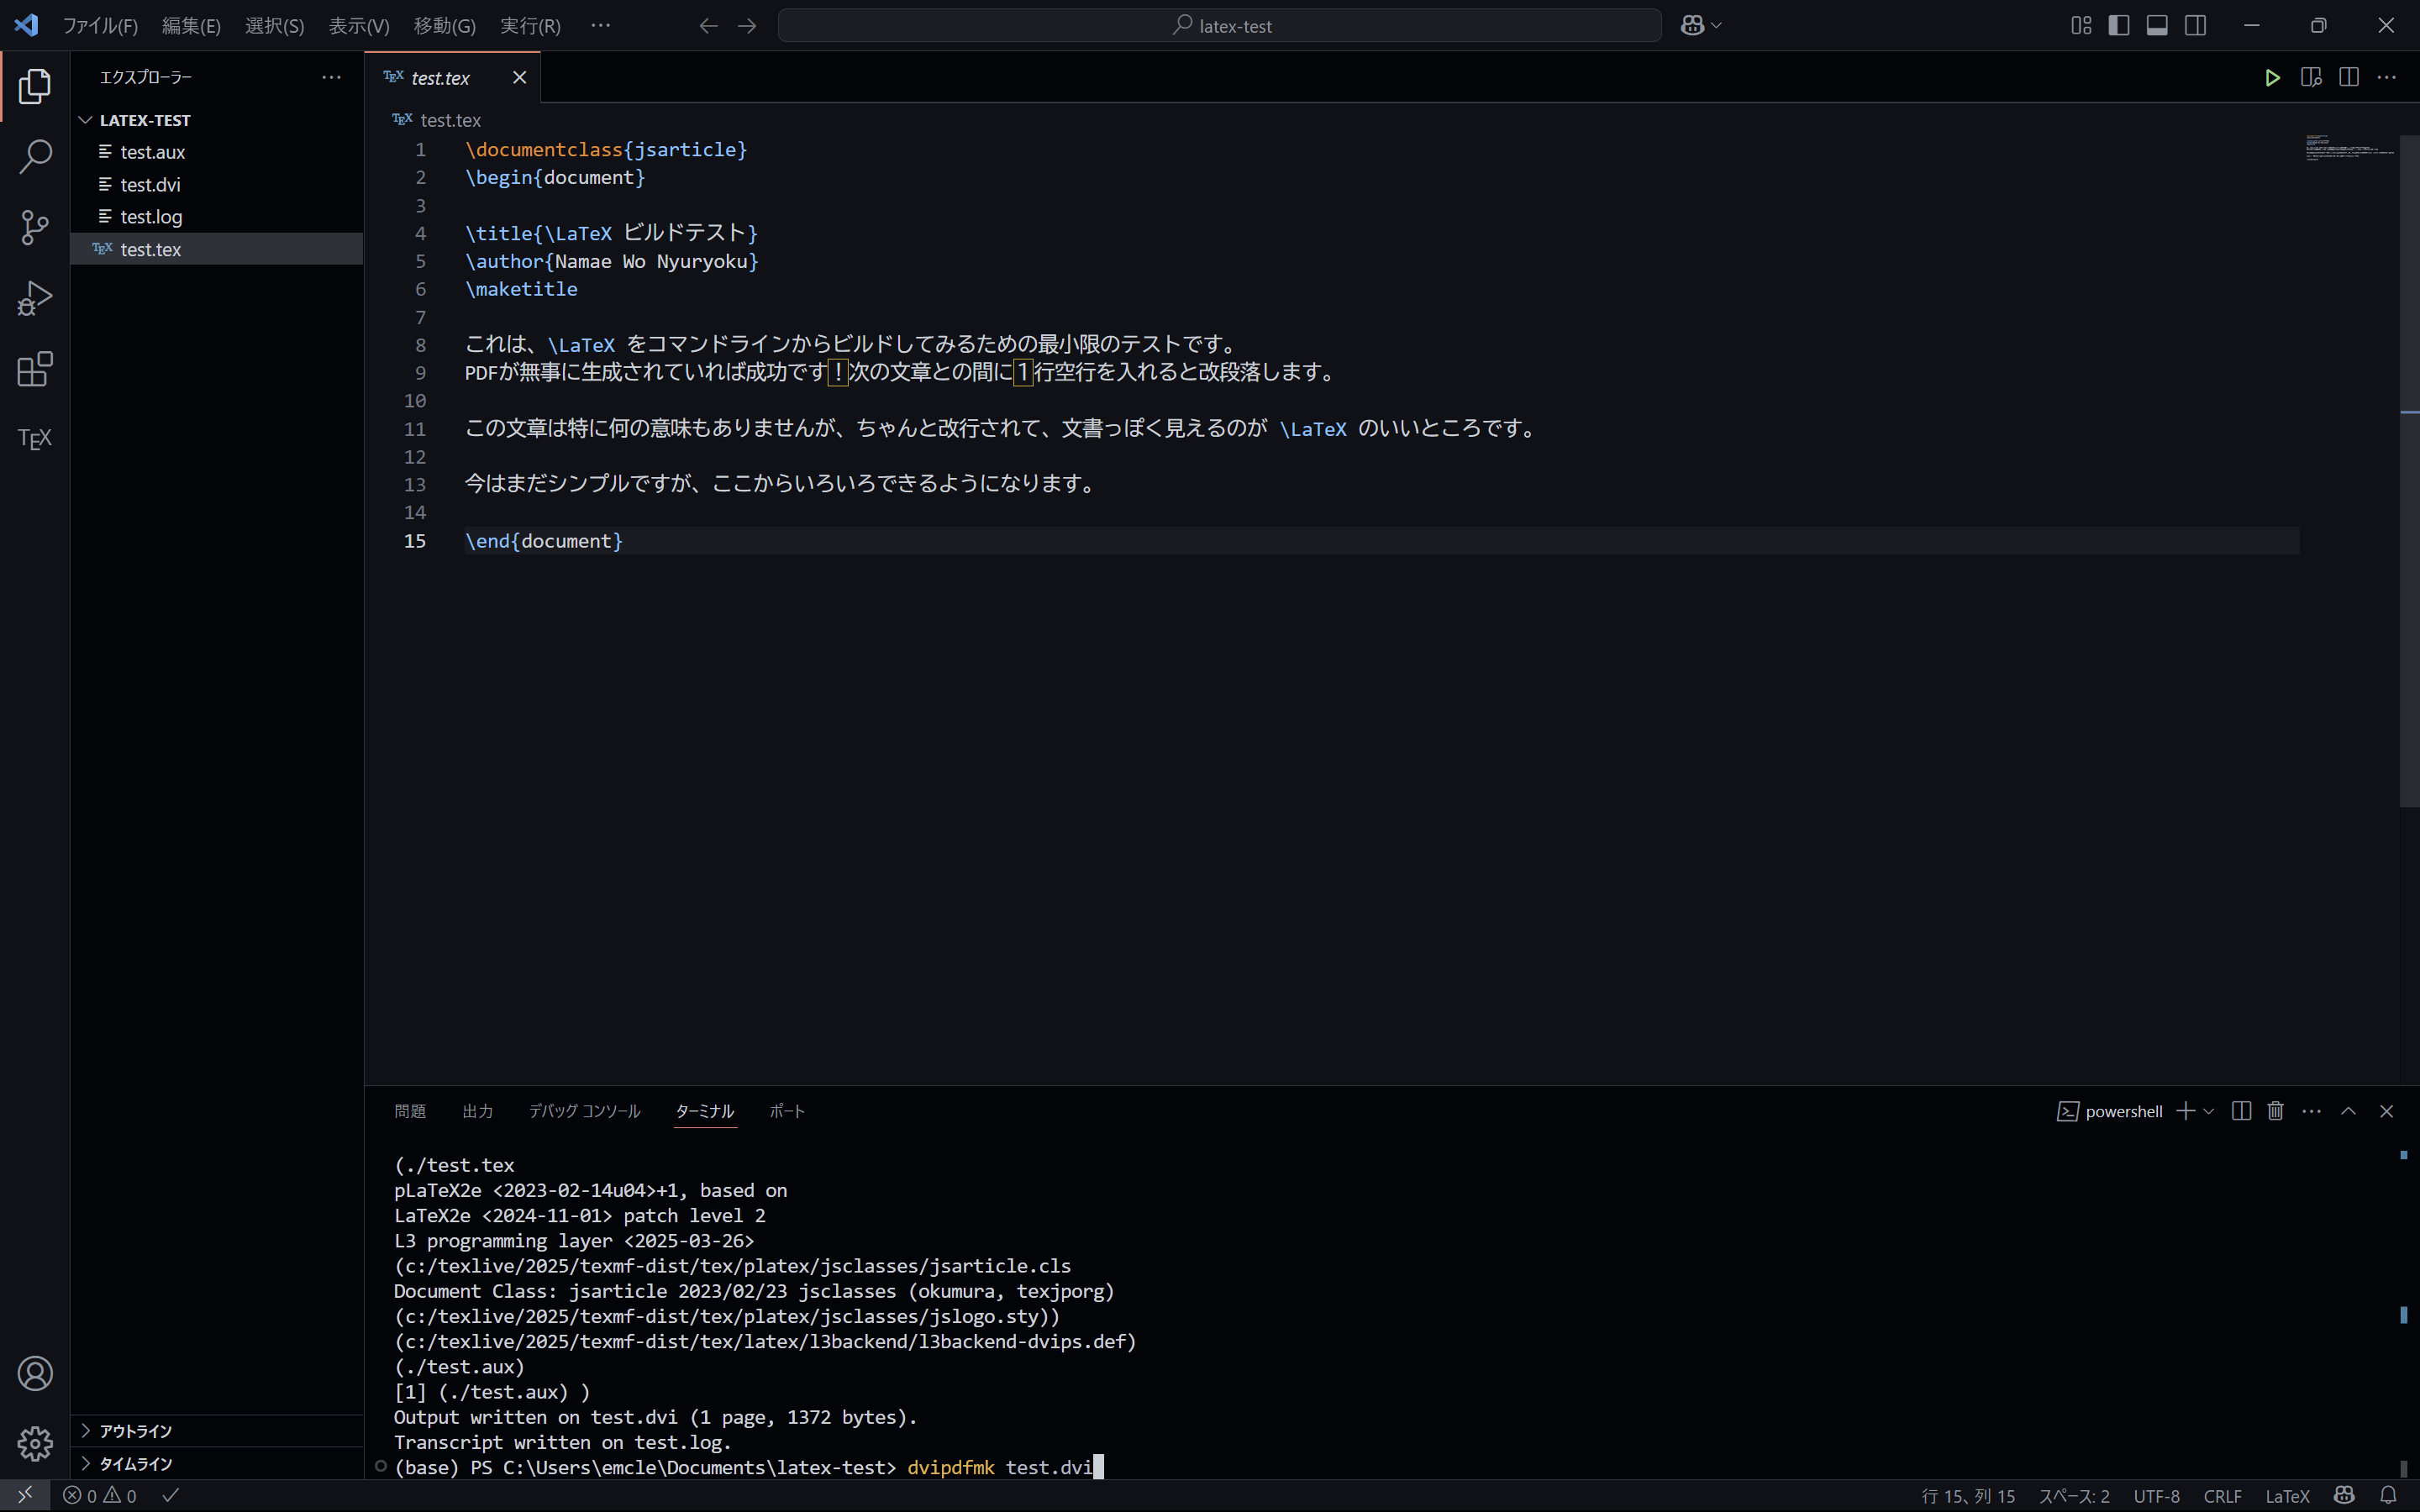 ファイル(F) 編集(E) 選択(S) 表示(V) 移動(G) 実行(R) ··· latex-test
エクスプローラー ···
LATEX-TEST
test.aux
test.dvi
test.log
TEX test.tex
TEX
アウトライン
タイムライン
TEX test.tex
TEX test.tex
1 \documentclass{jsarticle}
2 \begin{document}
3
4 \title{\LaTeX ビルドテスト}
5 \author{Namae Wo Nyuryoku}
6 \maketitle
7
8 これは、\LaTeX をコマンドラインからビルドしてみるための最小限のテストです。
9 PDFが無事に生成されていれば成功です！次の文章との間に１行空行を入れると改段落します。
10
11 この文章は特に何の意味もありませんが、ちゃんと改行されて、文書っぽく見えるのが \LaTeX のいいところです。
12
13 今はまだシンプルですが、ここからいろいろできるようになります。
14
15 \end{document}
問題 出力 デバッグ コンソール ターミナル ポート powershell
(./test.tex
pLaTeX2e <2023-02-14u04>+1, based on
LaTeX2e <2024-11-01> patch level 2
L3 programming layer <2025-03-26>
(c:/texlive/2025/texmf-dist/tex/platex/jsclasses/jsarticle.cls
Document Class: jsarticle 2023/02/23 jsclasses (okumura, texjporg)
(c:/texlive/2025/texmf-dist/tex/platex/jsclasses/jslogo.sty))
(c:/texlive/2025/texmf-dist/tex/latex/l3backend/l3backend-dvips.def)
(./test.aux)
[1] (./test.aux) )
Output written on test.dvi (1 page, 1372 bytes).
Transcript written on test.log.
(base) PS C:\Users\emcle\Documents\latex-test> dvipdfmk test.dvi
0 0 行 15、列 15 スペース: 2 UTF-8 CRLF LaTeX